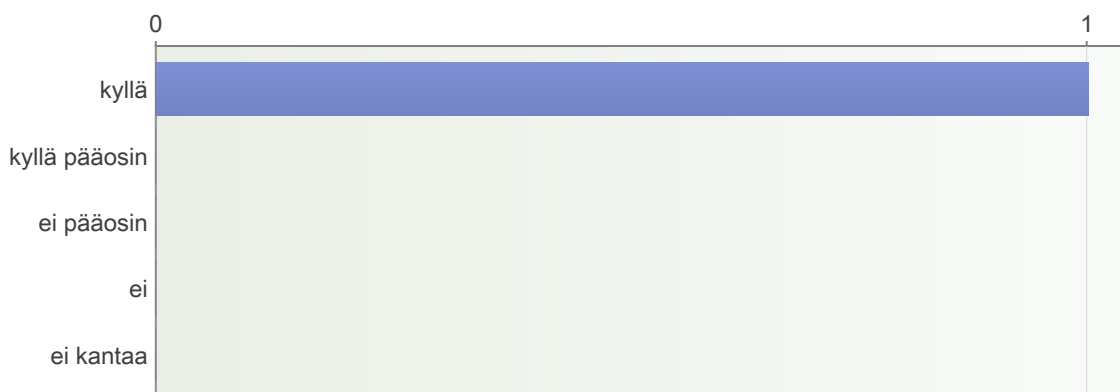 0 1
kyllä
kyllä pääosin
ei pääosin
ei
ei kantaa